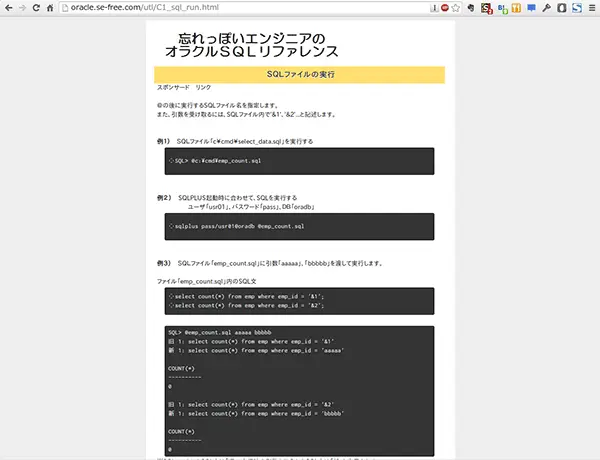 oracle.se-free.com/utl/C1_sql_run.html
忘れっぽいエンジニアの
オラクルSQLリファレンス
SQLファイルの実行
スポンサード　リンク
@の後に実行するSQLファイル名を指定します。
また、引数を受け取るには、SQLファイル内で'&1'、'&2'...と記述します。
例1）　SQLファイル「c¥cmd¥select_data.sql」を実行する
SQL> @c:¥cmd¥emp_count.sql
例2）　SQLPLUS起動時に合わせて、SQLを実行する
ユーザ「usr01」、パスワード「pass」、DB「oradb」
sqlplus pass/usr01@oradb @emp_count.sql
例3）　SQLファイル「emp_count.sql」に引数「aaaaa」、「bbbbb」を渡して実行します。
ファイル「emp_count.sql」内のSQL文
select count(*) from emp where emp_id = '&1';
select count(*) from emp where emp_id = '&2';
SQL> @emp_count.sql aaaaa bbbbb
旧 1: select count(*) from emp where emp_id = '&1'
新 1: select count(*) from emp where emp_id = 'aaaaa'
COUNT(*)
----------
0
旧 1: select count(*) from emp where emp_id = '&2'
新 1: select count(*) from emp where emp_id = 'bbbbb'
COUNT(*)
----------
0